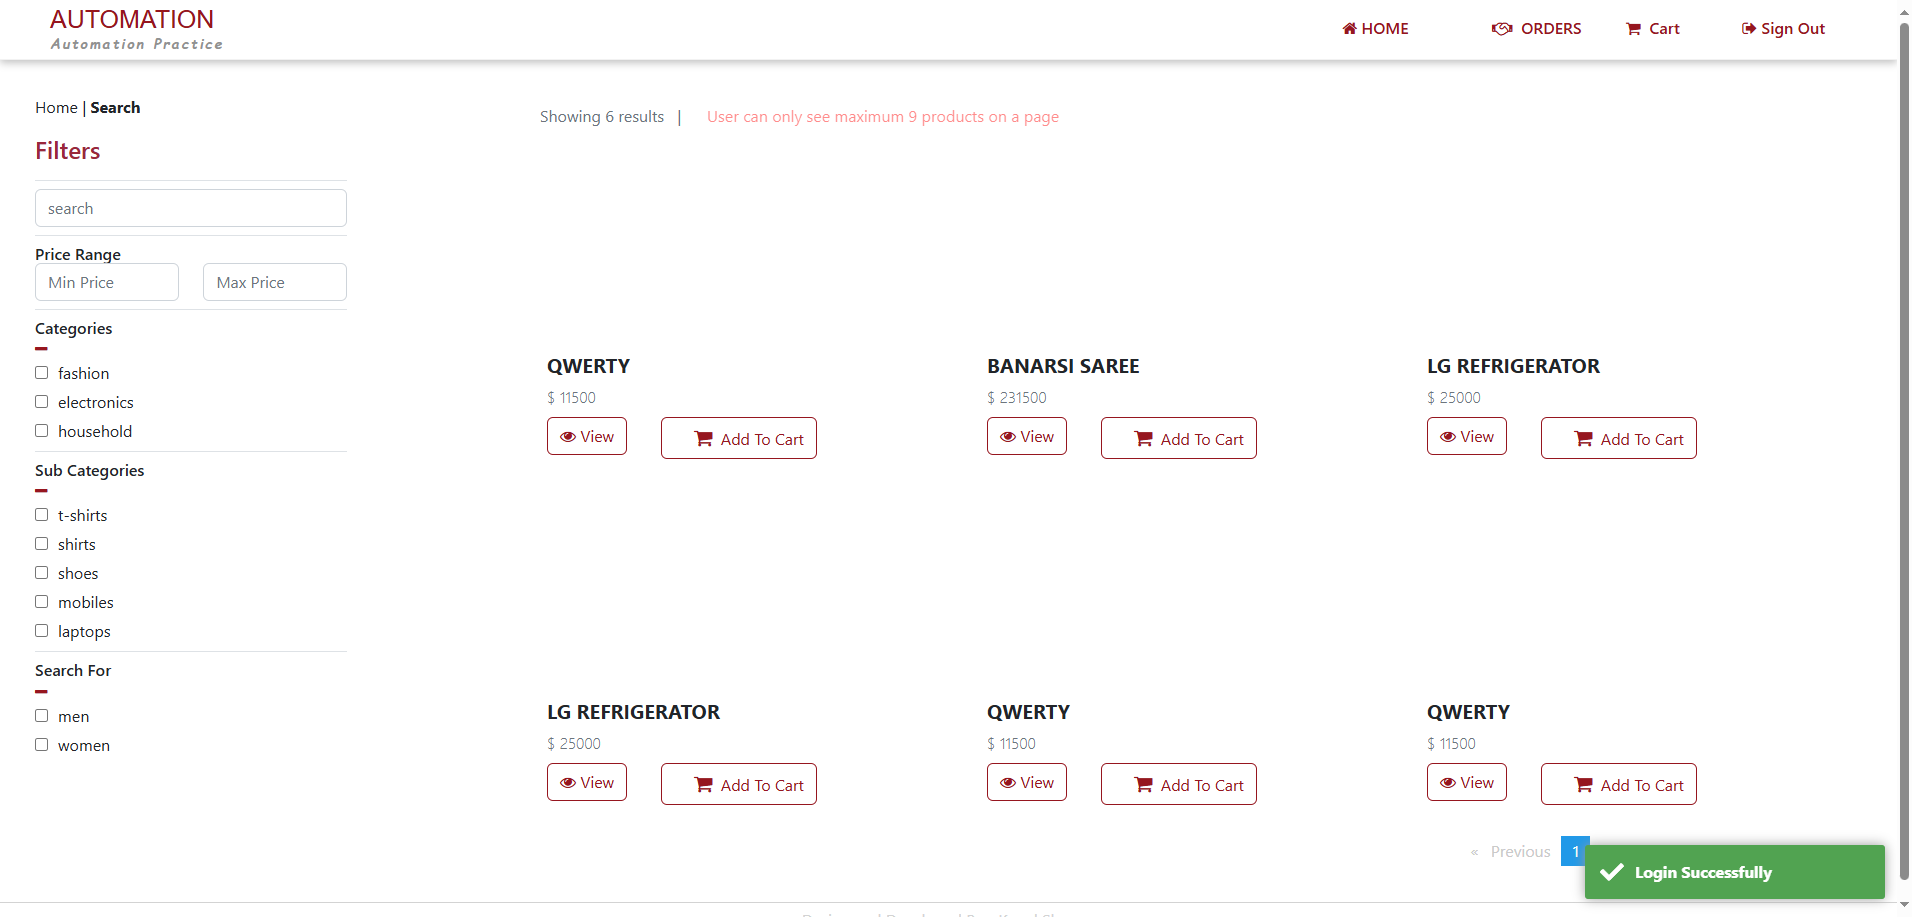 AUTOMATION
Automation Practice
HOME
ORDERS
Cart
Sign Out
Home | Search
Showing 6 results |
User can only see maximum 9 products on a page
Filters
search
Price Range
Min Price
Max Price
Categories
fashion
electronics
household
Sub Categories
t-shirts
shirts
shoes
mobiles
laptops
Search For
men
women
QWERTY
$ 11500
View
Add To Cart
BANARSI SAREE
$ 231500
View
Add To Cart
LG REFRIGERATOR
$ 25000
View
Add To Cart
LG REFRIGERATOR
$ 25000
View
Add To Cart
QWERTY
$ 11500
View
Add To Cart
QWERTY
$ 11500
View
Add To Cart
« Previous 1
Login Successfully